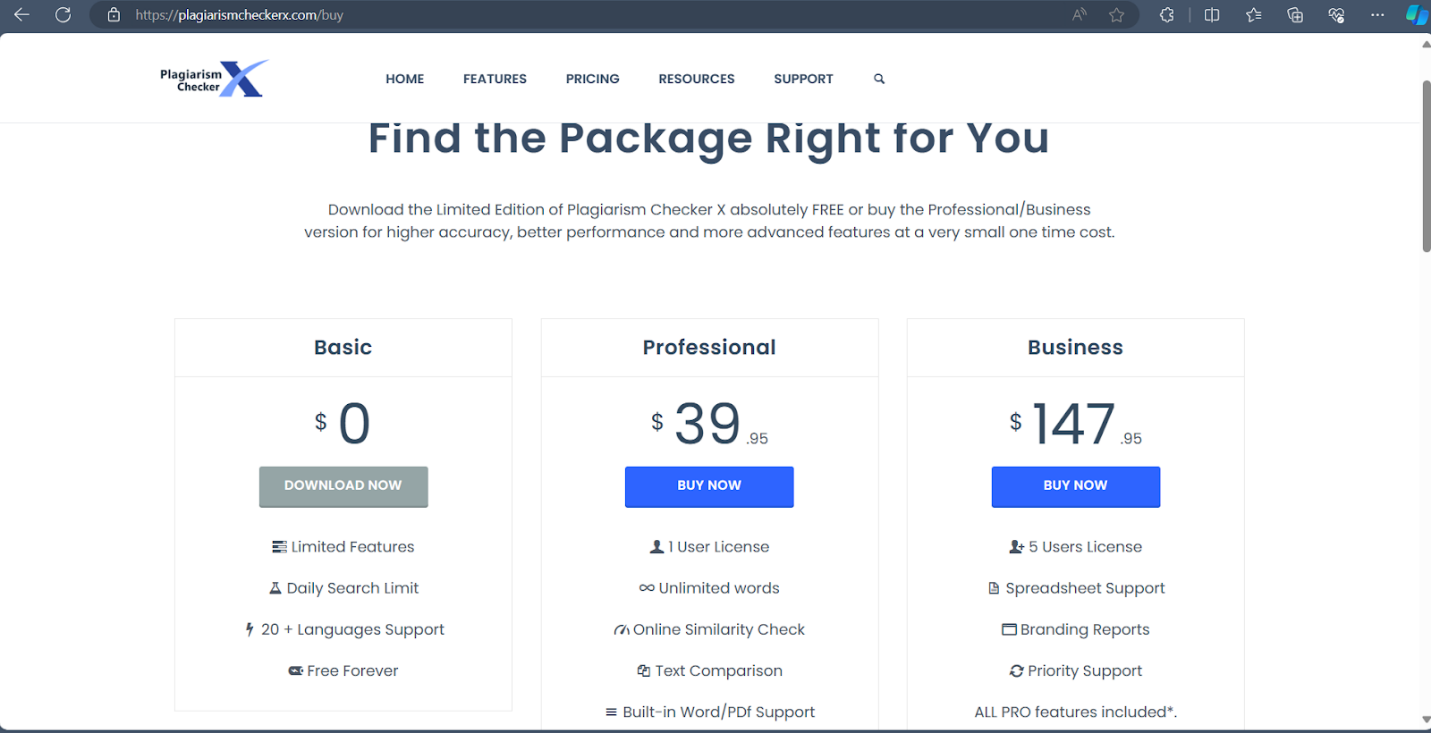 https://plagiarismcheckerx.com/buy
Plagiarism
Checker X
HOME FEATURES PRICING RESOURCES SUPPORT
Find the Package Right for You
Download the Limited Edition of Plagiarism Checker X absolutely FREE or buy the Professional/Business
version for higher accuracy, better performance and more advanced features at a very small one time cost.
Basic
$ 0
DOWNLOAD NOW
Limited Features
Daily Search Limit
20 + Languages Support
Free Forever
Professional
$ 39.95
BUY NOW
1 User License
Unlimited words
Online Similarity Check
Text Comparison
Built-in Word/PDf Support
Business
$ 147.95
BUY NOW
5 Users License
Spreadsheet Support
Branding Reports
Priority Support
ALL PRO features included*.